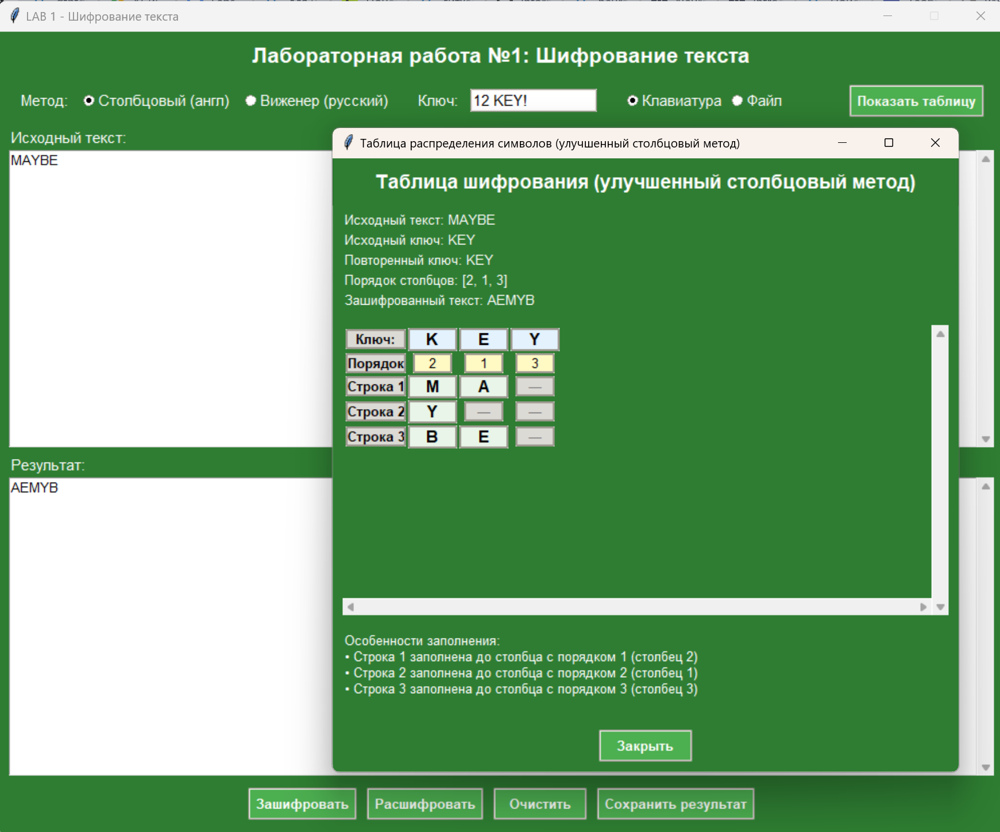 LAB 1 - Шифрование текста
Лабораторная работа №1: Шифрование текста
Метод: Столбцовый (англ) Виженер (русский) Ключ: 12 KEY! Клавиатура Файл Показать таблицу
Исходный текст:
MAYBE
Таблица распределения символов (улучшенный столбцовый метод)
Таблица шифрования (улучшенный столбцовый метод)
Исходный текст: MAYBE
Исходный ключ: KEY
Повторенный ключ: KEY
Порядок столбцов: [2, 1, 3]
Зашифрованный текст: AEMYB
Ключ: K E Y
Порядок 2 1 3
Строка 1 M A —
Строка 2 Y — —
Строка 3 B E —
Особенности заполнения:
• Строка 1 заполнена до столбца с порядком 1 (столбец 2)
• Строка 2 заполнена до столбца с порядком 2 (столбец 1)
• Строка 3 заполнена до столбца с порядком 3 (столбец 3)
Закрыть
Результат:
AEMYB
Зашифровать Расшифровать Очистить Сохранить результат